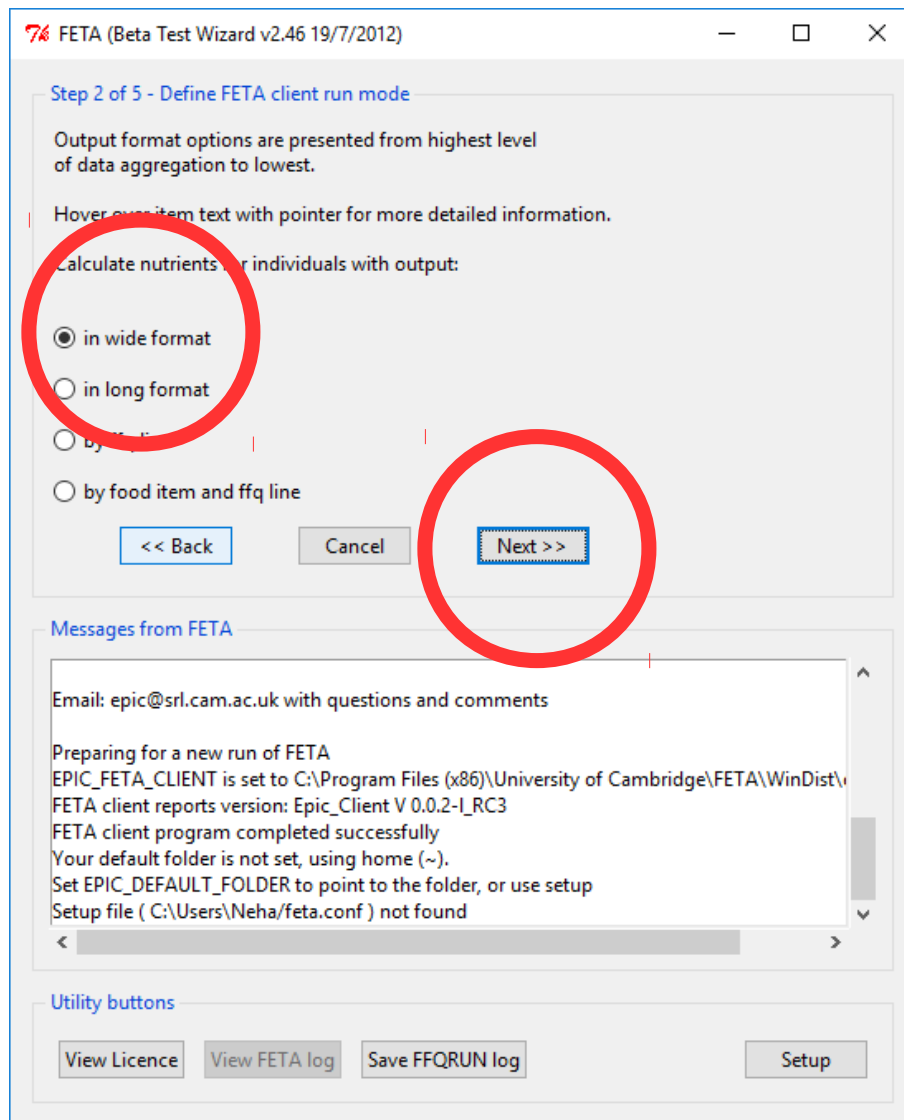 FETA (Beta Test Wizard v2.46 19/7/2012)
Step 2 of 5 - Define FETA client run mode
Output format options are presented from highest level
of data aggregation to lowest.
Hover over item text with pointer for more detailed information.
Calculate nutrients for individuals with output:
in wide format
in long format
by
by food item and ffq line
<< Back
Cancel
Next >>
Messages from FETA
Email: epic@srl.cam.ac.uk with questions and comments
Preparing for a new run of FETA
EPIC_FETA_CLIENT is set to C:\Program Files (x86)\University of Cambridge\FETA\WinDist\
FETA client reports version: Epic_Client V 0.0.2-I_RC3
FETA client program completed successfully
Your default folder is not set, using home (~).
Set EPIC_DEFAULT_FOLDER to point to the folder, or use setup
Setup file ( C:\Users\Neha/feta.conf ) not found
Utility buttons
View Licence
View FETA log
Save FFQRUN log
Setup